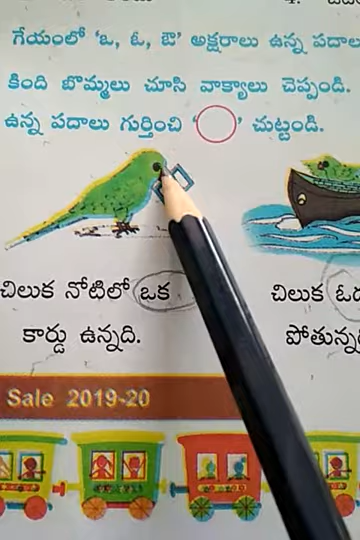 గేయంలో 'ఒ, ఓ, ఔ' అక్షరాలు ఉన్న పదాలు
కింది బొమ్మలు చూసి వాక్యాలు చెప్పండి.
ఉన్న పదాలు గుర్తించి ' ' చుట్టండి.
చిలుక నోటిలో ఒక
కార్డు ఉన్నది.
చిలుక
Sale 2019-20